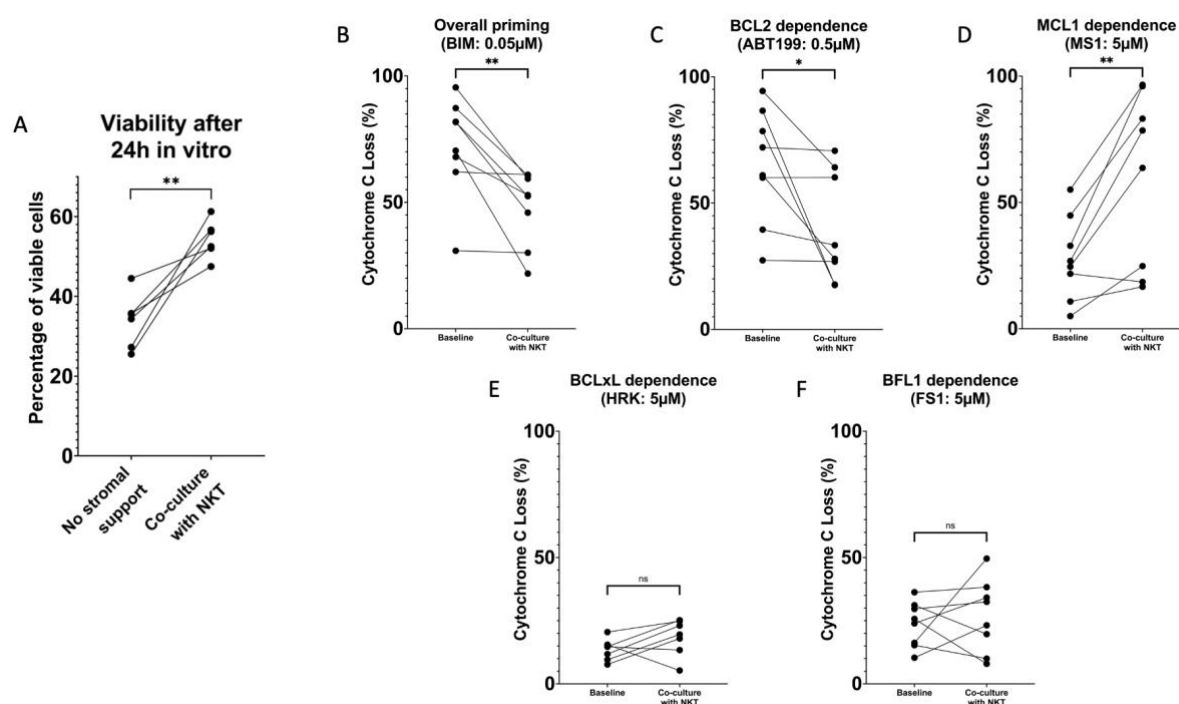 A
Viability after
24h in vitro
**
Percentage of viable cells
60
40
20
0
No stromal
support
Co-culture
with NKT
B
Overall priming
(BIM: 0.05µM)
**
Cytochrome C Loss (%)
100
50
0
Baseline
Co-culture
with NKT
C
BCL2 dependence
(ABT199: 0.5µM)
*
Cytochrome C Loss (%)
100
50
0
Baseline
Co-culture
with NKT
D
MCL1 dependence
(MS1: 5µM)
**
Cytochrome C Loss (%)
100
50
0
Baseline
Co-culture
with NKT
E
BCLxL dependence
(HRK: 5µM)
ns
Cytochrome C Loss (%)
100
50
0
Baseline
Co-culture
with NKT
F
BFL1 dependence
(FS1: 5µM)
ns
Cytochrome C Loss (%)
100
50
0
Baseline
Co-culture
with NKT